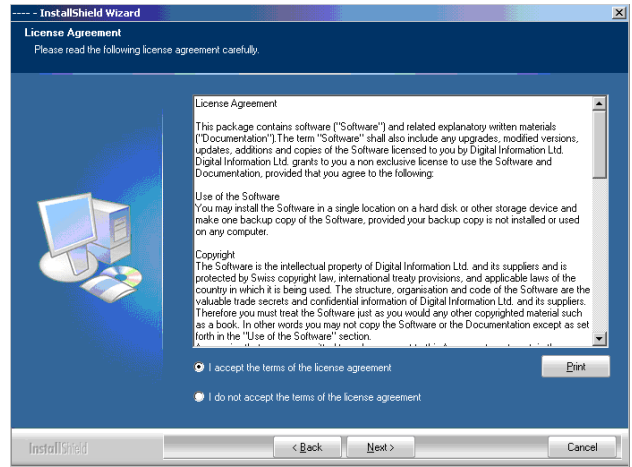 ---- - InstallShield Wizard
License Agreement
Please read the following license agreement carefully.
License Agreement
This package contains software ("Software") and related explanatory written materials
("Documentation").The term "Software" shall also include any upgrades, modified versions,
updates, additions and copies of the Software licensed to you by Digital Information Ltd.
Digital Information Ltd. grants to you a non exclusive license to use the Software and
Documentation, provided that you agree to the following:
Use of the Software
You may install the Software in a single location on a hard disk or other storage device and
make one backup copy of the Software, provided your backup copy is not installed or used
on any computer.
Copyright
The Software is the intellectual property of Digital Information Ltd. and its suppliers and is
protected by Swiss copyright law, international treaty provisions, and applicable laws of the
country in which it is being used. The structure, organisation and code of the Software are the
valuable trade secrets and confidential information of Digital Information Ltd. and its suppliers.
Therefore you must treat the Software just as you would any other copyrighted material such
as a book. In other words you may not copy the Software or the Documentation except as set
forth in the "Use of the Software" section.
I accept the terms of the license agreement
Print
I do not accept the terms of the license agreement
InstallShield
< Back
Next >
Cancel